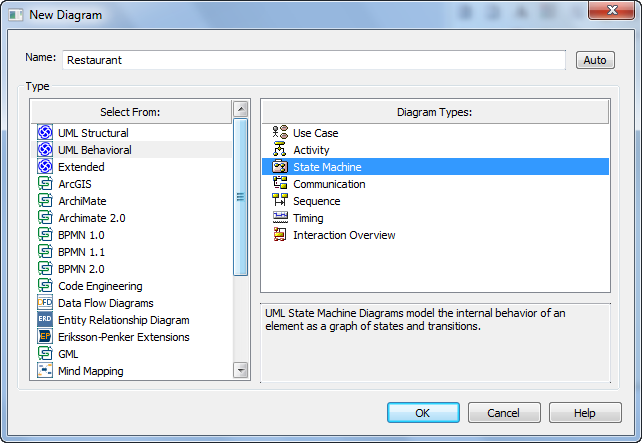 New Diagram
Name: Restaurant Auto
Type
Select From:
UML Structural
UML Behavioral
Extended
ArcGIS
ArchiMate
Archimate 2.0
BPMN 1.0
BPMN 1.1
BPMN 2.0
Code Engineering
LFD Data Flow Diagrams
ERD Entity Relationship Diagram
EP Eriksson-Penker Extensions
GML
Mind Mapping
Diagram Types:
Use Case
Activity
State Machine
Communication
Sequence
Timing
Interaction Overview
UML State Machine Diagrams model the internal behavior of an
element as a graph of states and transitions.
OK Cancel Help